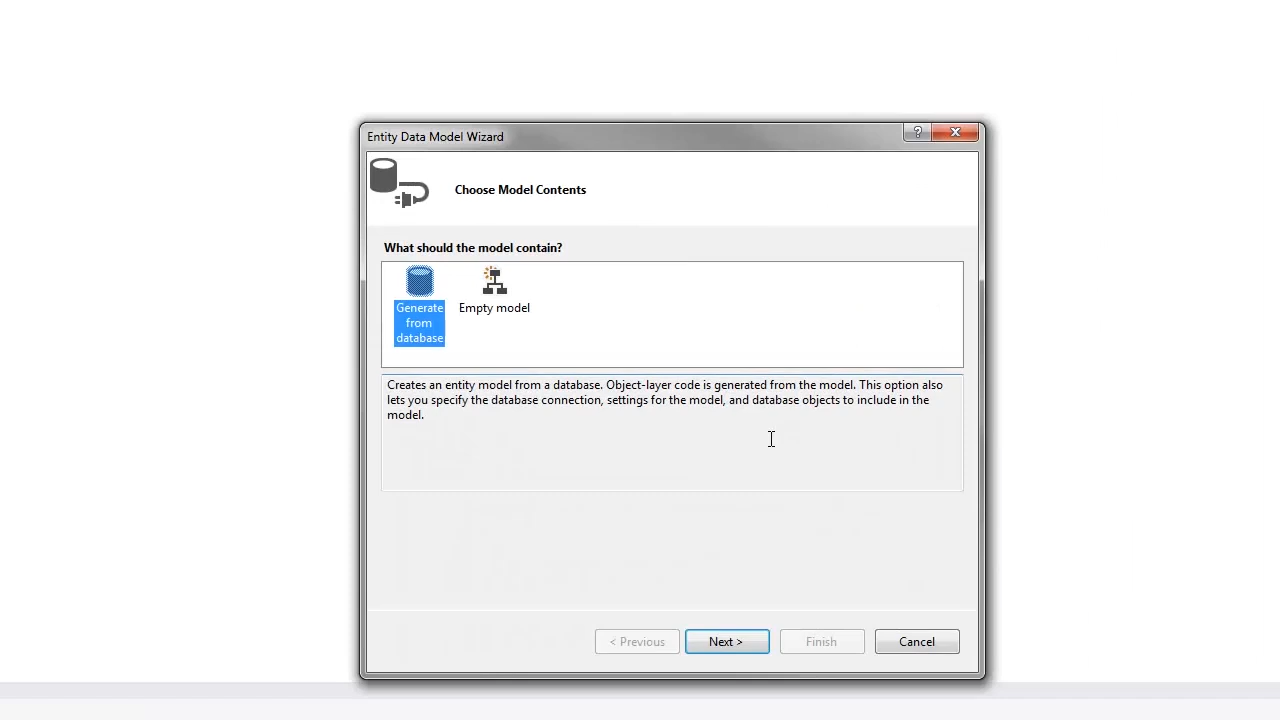 Entity Data Model Wizard
?
Choose Model Contents
What should the model contain?
Generate
from
database
Empty model
Creates an entity model from a database. Object-layer code is generated from the model. This option also
lets you specify the database connection, settings for the model, and database objects to include in the
model.
< Previous
Next >
Finish
Cancel